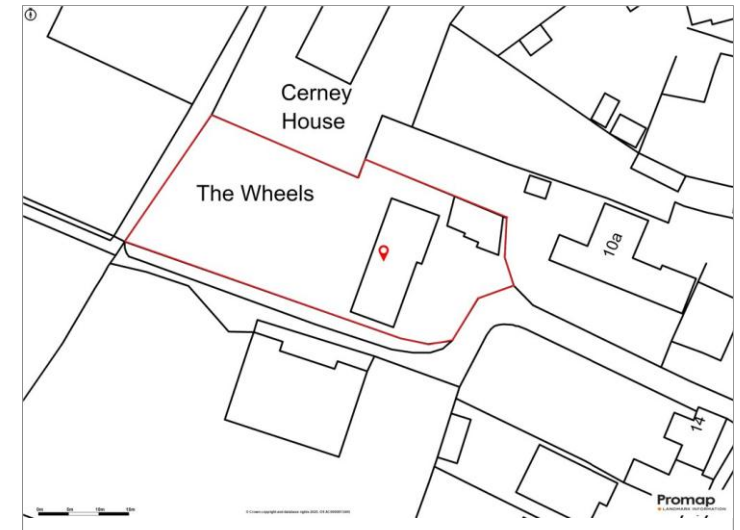 Cerney
House
The Wheels
10a
14
Promap
LANDMARK INFORMATION